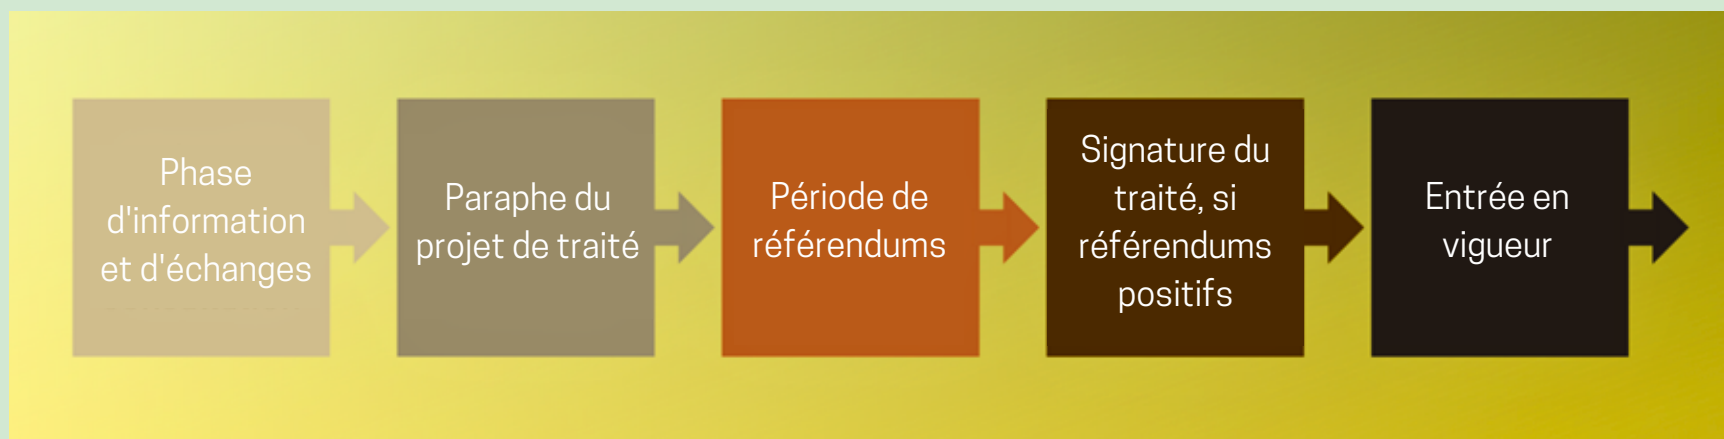 Phase
d'information
et d'échanges
Paraphe du
projet de traité
Période de
référendums
Signature du
traité, si
référendums
positifs
Entrée en
vigueur